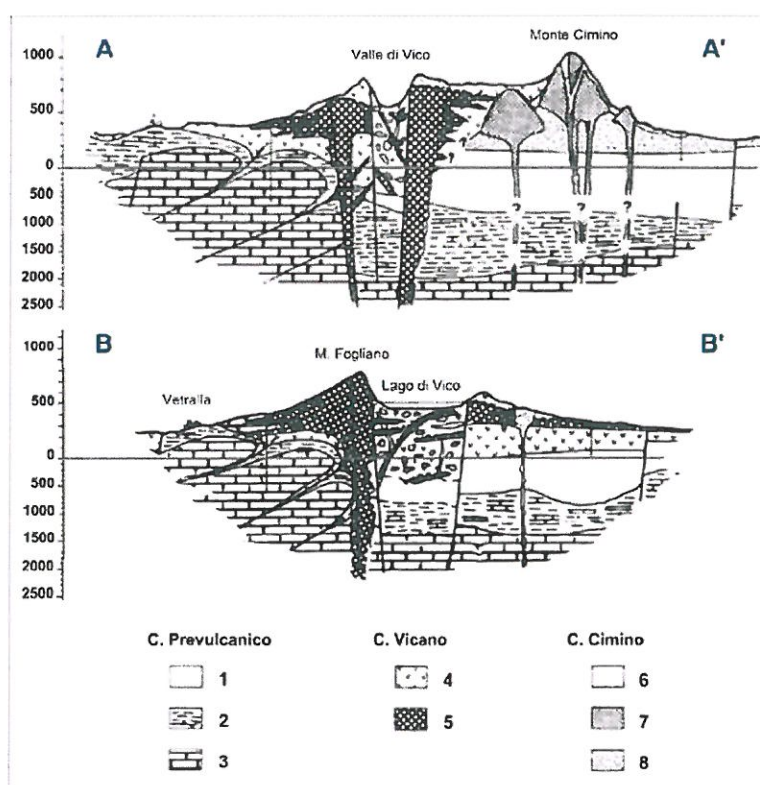 A Valle di Vico Monte Cimino A'
1000
500
0
500
1000
1500
2000
2500
? ? ?
B M. Fogliano B'
Vetralla Lago di Vico
1000
500
0
500
1000
1500
2000
2500
C. Prevulcanico C. Vicano C. Cimino
1 4 6
2 5 7
3 8